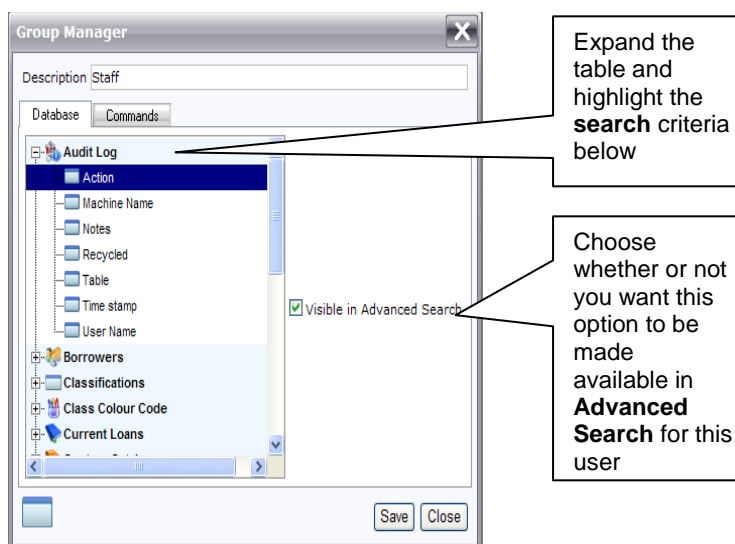 Group Manager
Description Staff
Database Commands
Audit Log
Action
Machine Name
Notes
Recycled
Table
Time stamp
User Name
Borrowers
Classifications
Class Colour Code
Current Loans
Visible in Advanced Search
Save Close
Expand the
table and
highlight the
search criteria
below
Choose
whether or not
you want this
option to be
made
available in
Advanced
Search for this
user